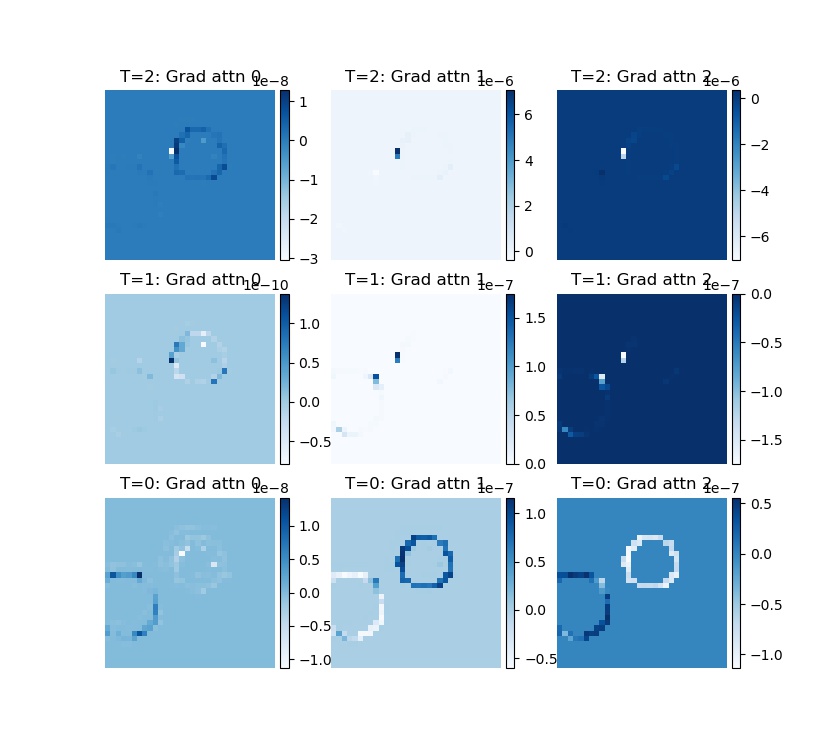 T=2: Grad attn 0
1e−8
1
0
−1
−2
−3
T=2: Grad attn 1
1e−6
6
4
2
0
T=2: Grad attn 2
1e−6
0
−2
−4
−6
T=1: Grad attn 0
1e−10
1.0
0.5
0.0
−0.5
T=1: Grad attn 1
1e−7
1.5
1.0
0.5
0.0
T=1: Grad attn 2
1e−7
0.0
−0.5
−1.0
−1.5
T=0: Grad attn 0
1e−8
1.0
0.5
0.0
−0.5
−1.0
T=0: Grad attn 1
1e−7
1.0
0.5
0.0
−0.5
T=0: Grad attn 2
1e−7
0.5
0.0
−0.5
−1.0